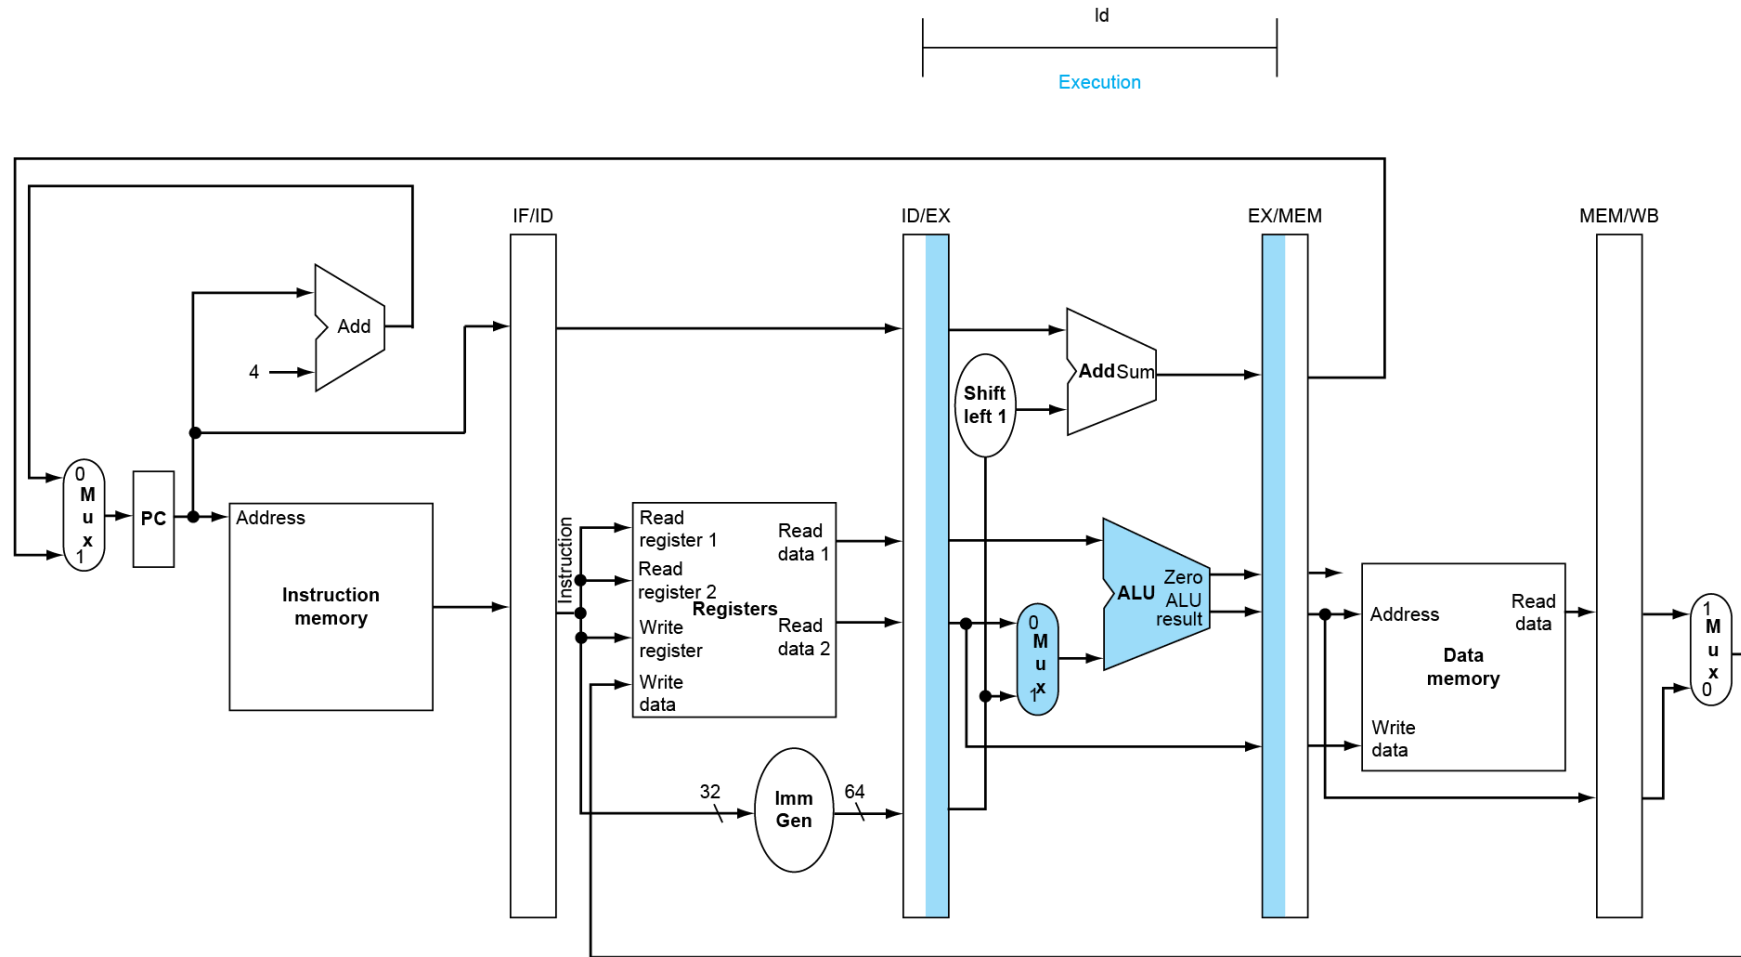 ld
Execution
IF/ID
ID/EX
EX/MEM
MEM/WB
Add
4
Add Sum
Shift
left 1
0
M
u
x
1
PC
Address
Instruction
memory
Instruction
Read
register 1
Read
register 2
Write
register
Write
data
Registers
Read
data 1
Read
data 2
0
M
u
x
1
ALU
Zero
ALU
result
Address
Write
data
Data
memory
Read
data
1
M
u
x
0
32
Imm
Gen
64